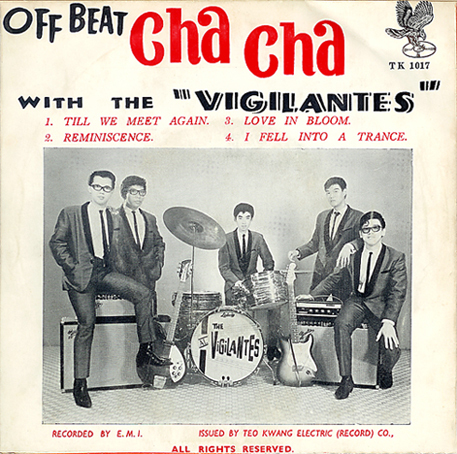 OFF BEAT cha cha
TK 1017
WITH THE "VIGILANTES"
1. TILL WE MEET AGAIN. 3. LOVE IN BLOOM.
2. REMINISCENCE. 4. I FELL INTO A TRANCE.
THE
VIGILANTES
RECORDED BY E.M.I. ISSUED BY TEO KWANG ELECTRIC (RECORD) CO.,
ALL RIGHTS RESERVED.